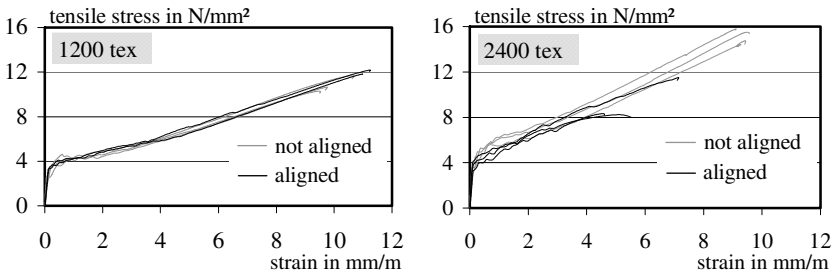 tensile stress in N/mm²
1200 tex
16
12
8
4
0
not aligned
aligned
0 2 4 6 8 10 12
strain in mm/m
tensile stress in N/mm²
2400 tex
16
12
8
4
0
not aligned
aligned
0 2 4 6 8 10 12
strain in mm/m